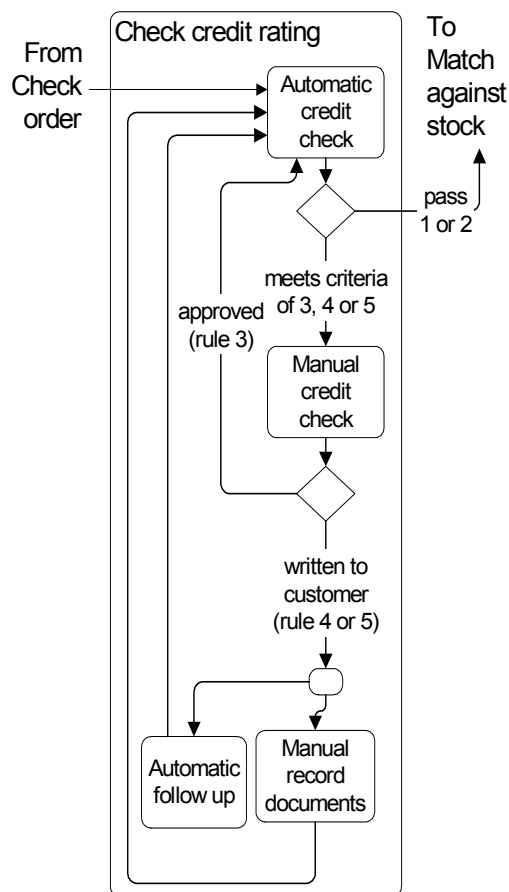 Check credit rating
From
Check
order
To
Match
against
stock
Automatic
credit
check
pass
1 or 2
meets criteria
of 3, 4 or 5
approved
(rule 3)
Manual
credit
check
written to
customer
(rule 4 or 5)
Automatic
follow up
Manual
record
documents